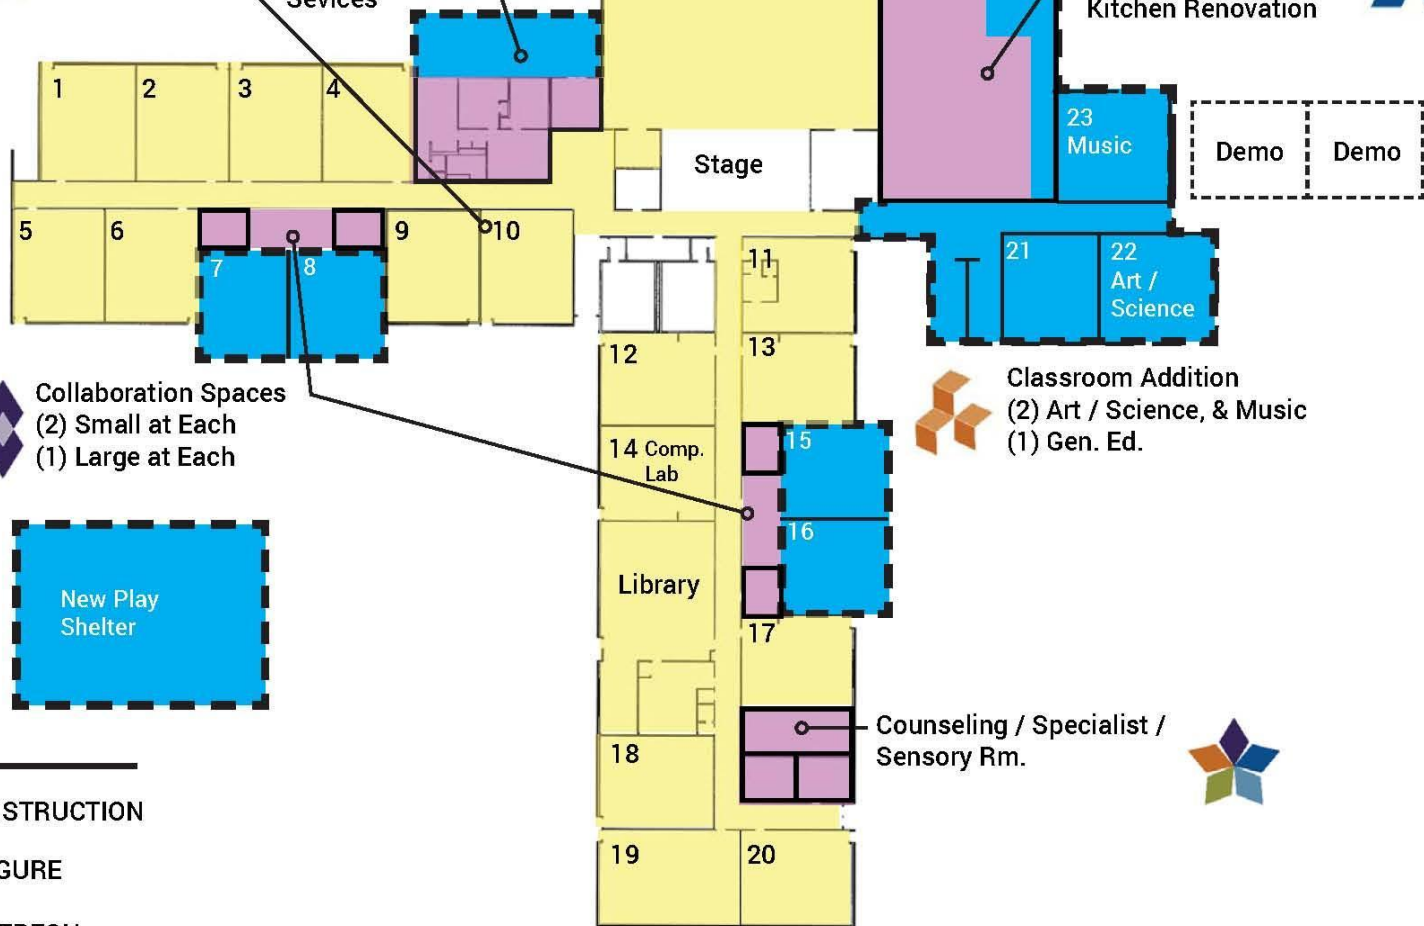 Kitchen Renovation
1
2
3
4
23
Music
Demo
Demo
Stage
5
6
9
10
7
8
11
21
22
Art /
Science
12
13
Collaboration Spaces
(2) Small at Each
(1) Large at Each
Classroom Addition
(2) Art / Science, & Music
(1) Gen. Ed.
14 Comp.
Lab
15
16
New Play
Shelter
Library
17
Counseling / Specialist /
Sensory Rm.
18
STRUCTION
19
20
GURE